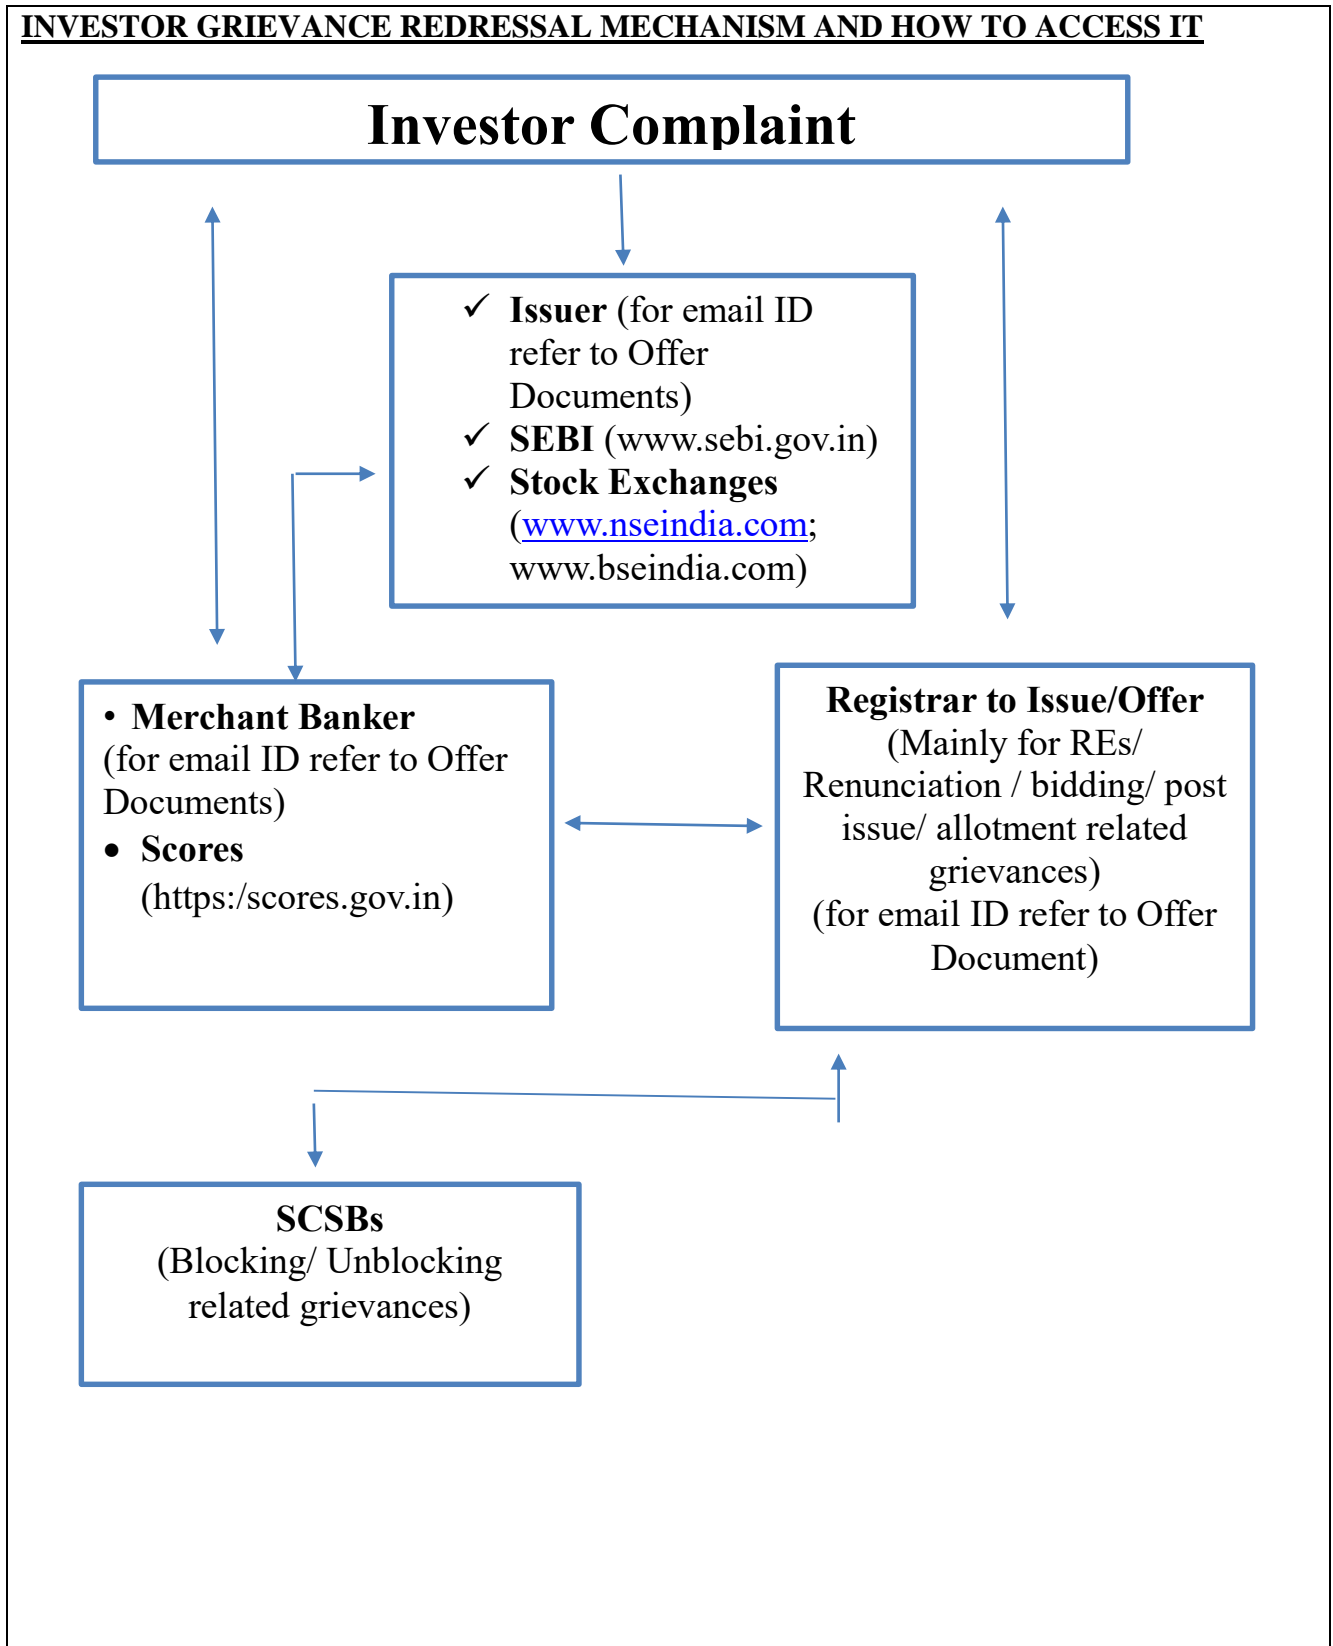 INVESTOR GRIEVANCE REDRESSAL MECHANISM AND HOW TO ACCESS IT
Investor Complaint
✓ Issuer (for email ID
refer to Offer
Documents)
✓ SEBI (www.sebi.gov.in)
✓ Stock Exchanges
(www.nseindia.com;
www.bseindia.com)
• Merchant Banker
(for email ID refer to Offer
Documents)
• Scores
(https:/scores.gov.in)
Registrar to Issue/Offer
(Mainly for REs/
Renunciation / bidding/ post
issue/ allotment related
grievances)
(for email ID refer to Offer
Document)
SCSBs
(Blocking/ Unblocking
related grievances)